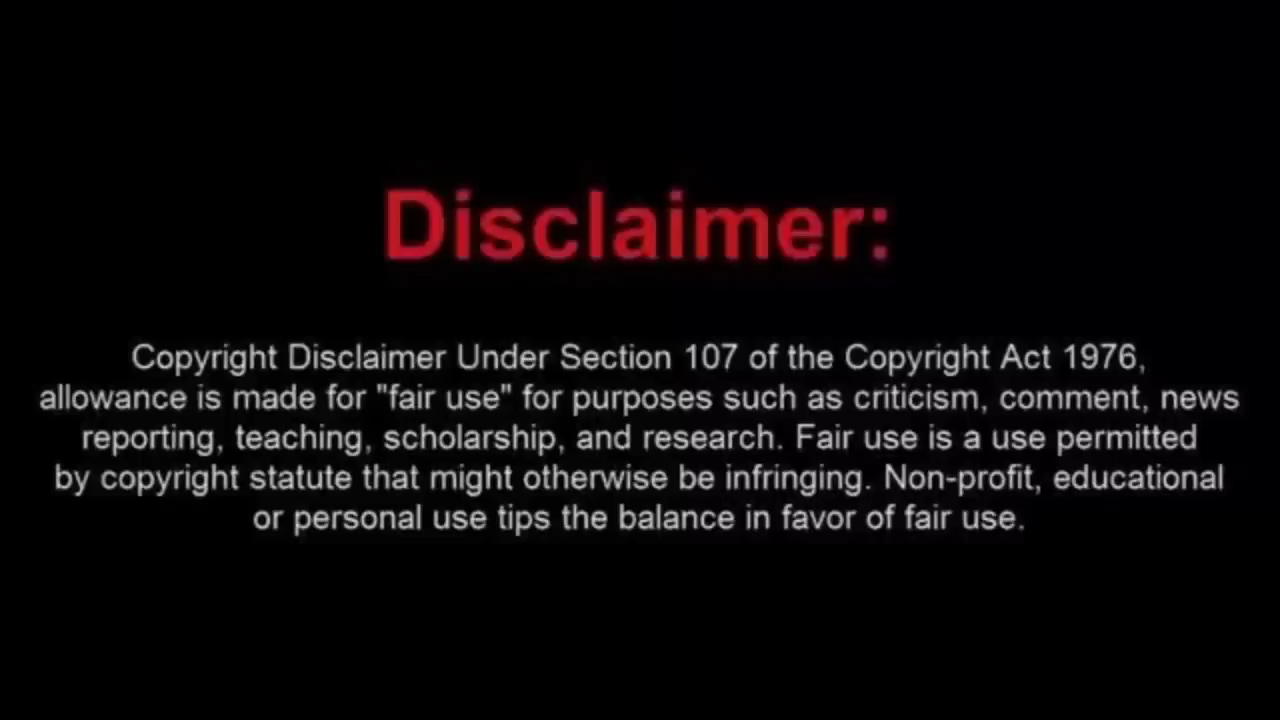 Disclaimer:
Copyright Disclaimer Under Section 107 of the Copyright Act 1976,
allowance is made for "fair use" for purposes such as criticism, comment, news
reporting, teaching, scholarship, and research. Fair use is a use permitted
by copyright statute that might otherwise be infringing. Non-profit, educational
or personal use tips the balance in favor of fair use.